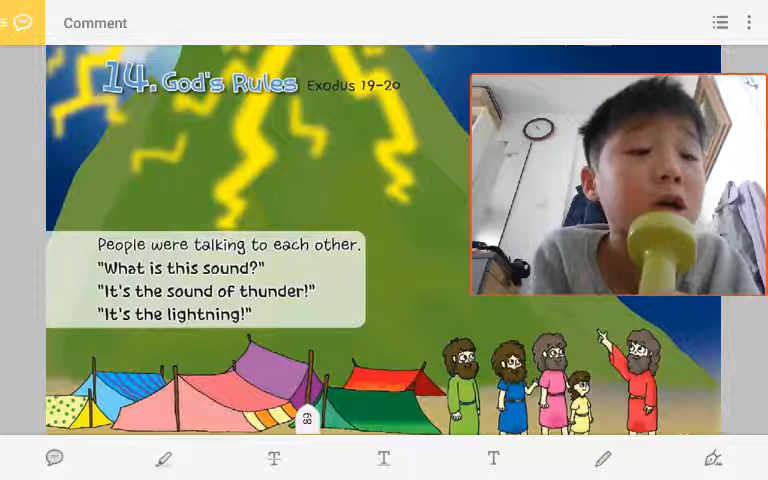 Comment
14. God's Rules Exodus 19-20
People were talking to each other.
"What is this sound?"
"It's the sound of thunder!"
"It's the lightning!"
68
T
T
T